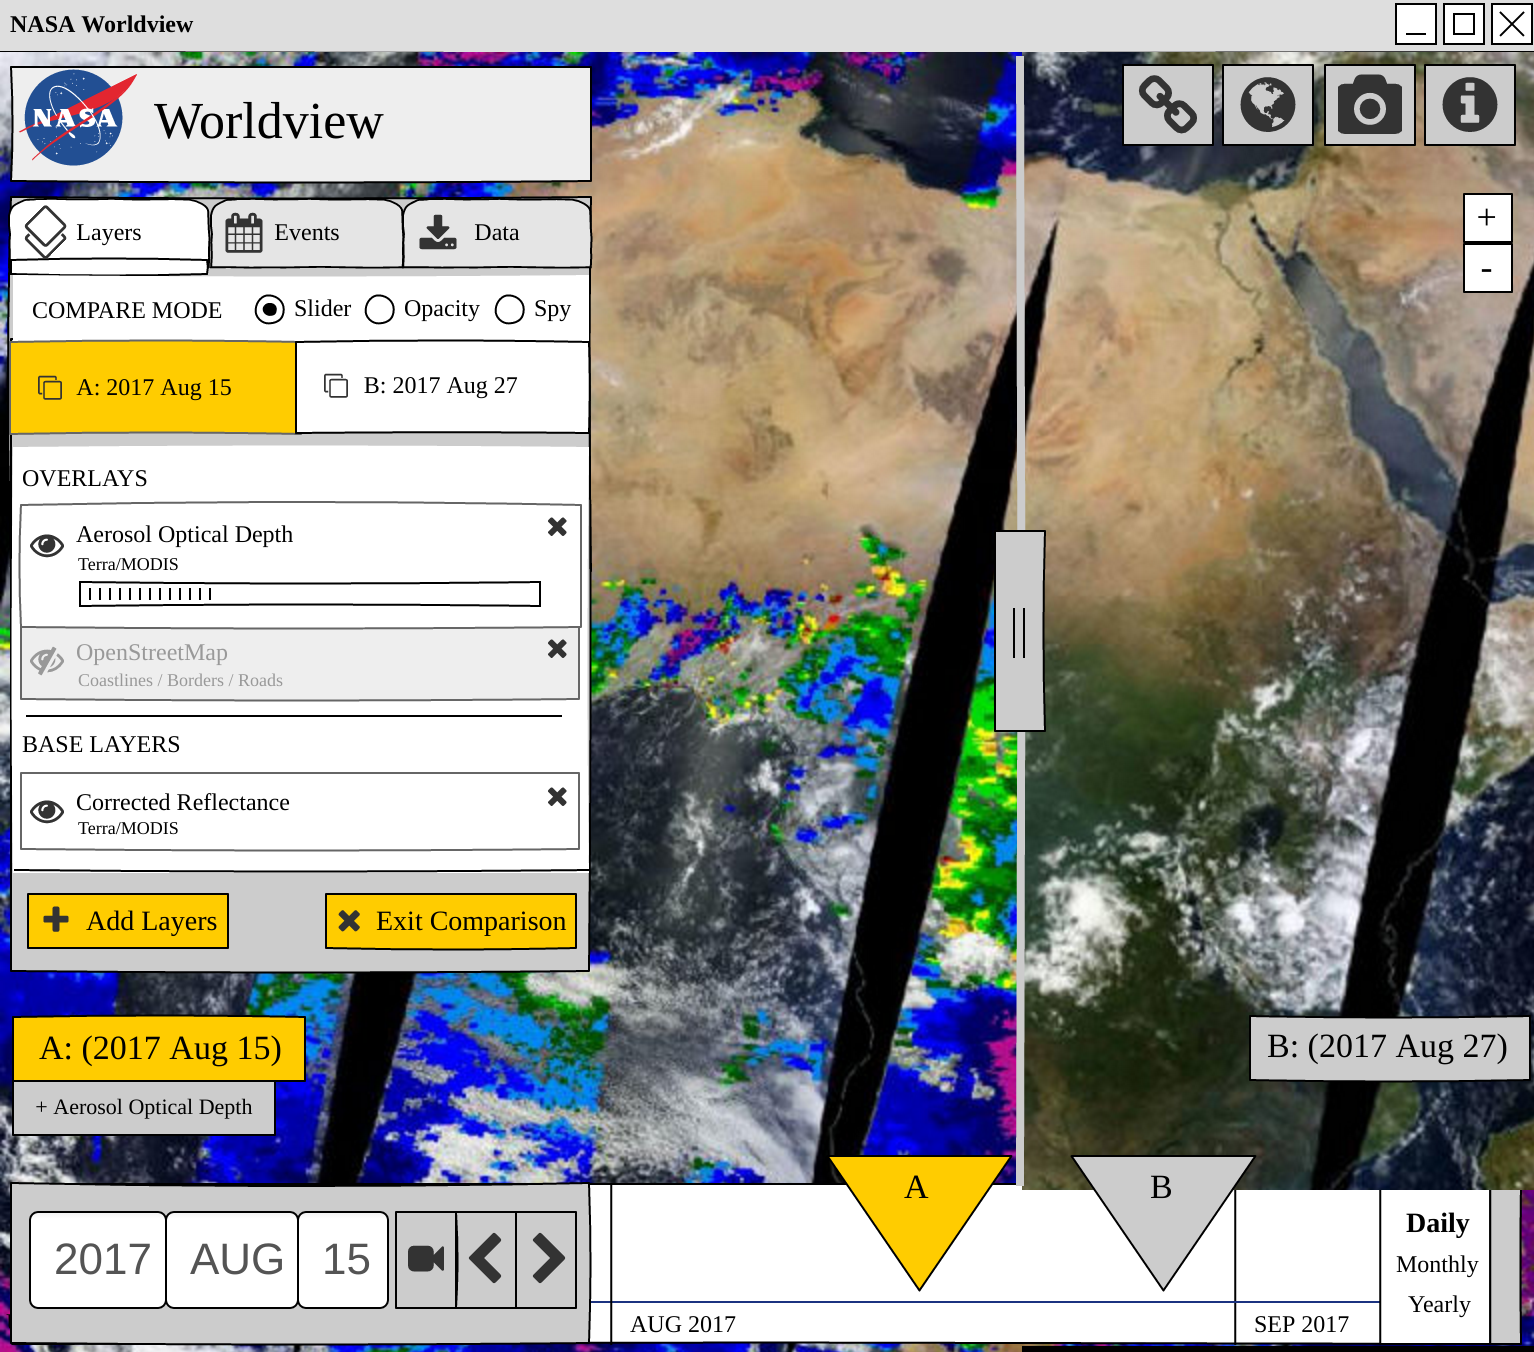 NASA Worldview
NASA
Worldview
Layers
Events
Data
COMPARE MODE
Slider
Opacity
Spy
A: 2017 Aug 15
B: 2017 Aug 27
OVERLAYS
Aerosol Optical Depth
Terra/MODIS
OpenStreetMap
Coastlines / Borders / Roads
BASE LAYERS
Corrected Reflectance
Terra/MODIS
Add Layers
Exit Comparison
+
-
A: (2017 Aug 15)
+ Aerosol Optical Depth
B: (2017 Aug 27)
2017
AUG
15
A
B
AUG 2017
SEP 2017
Daily
Monthly
Yearly